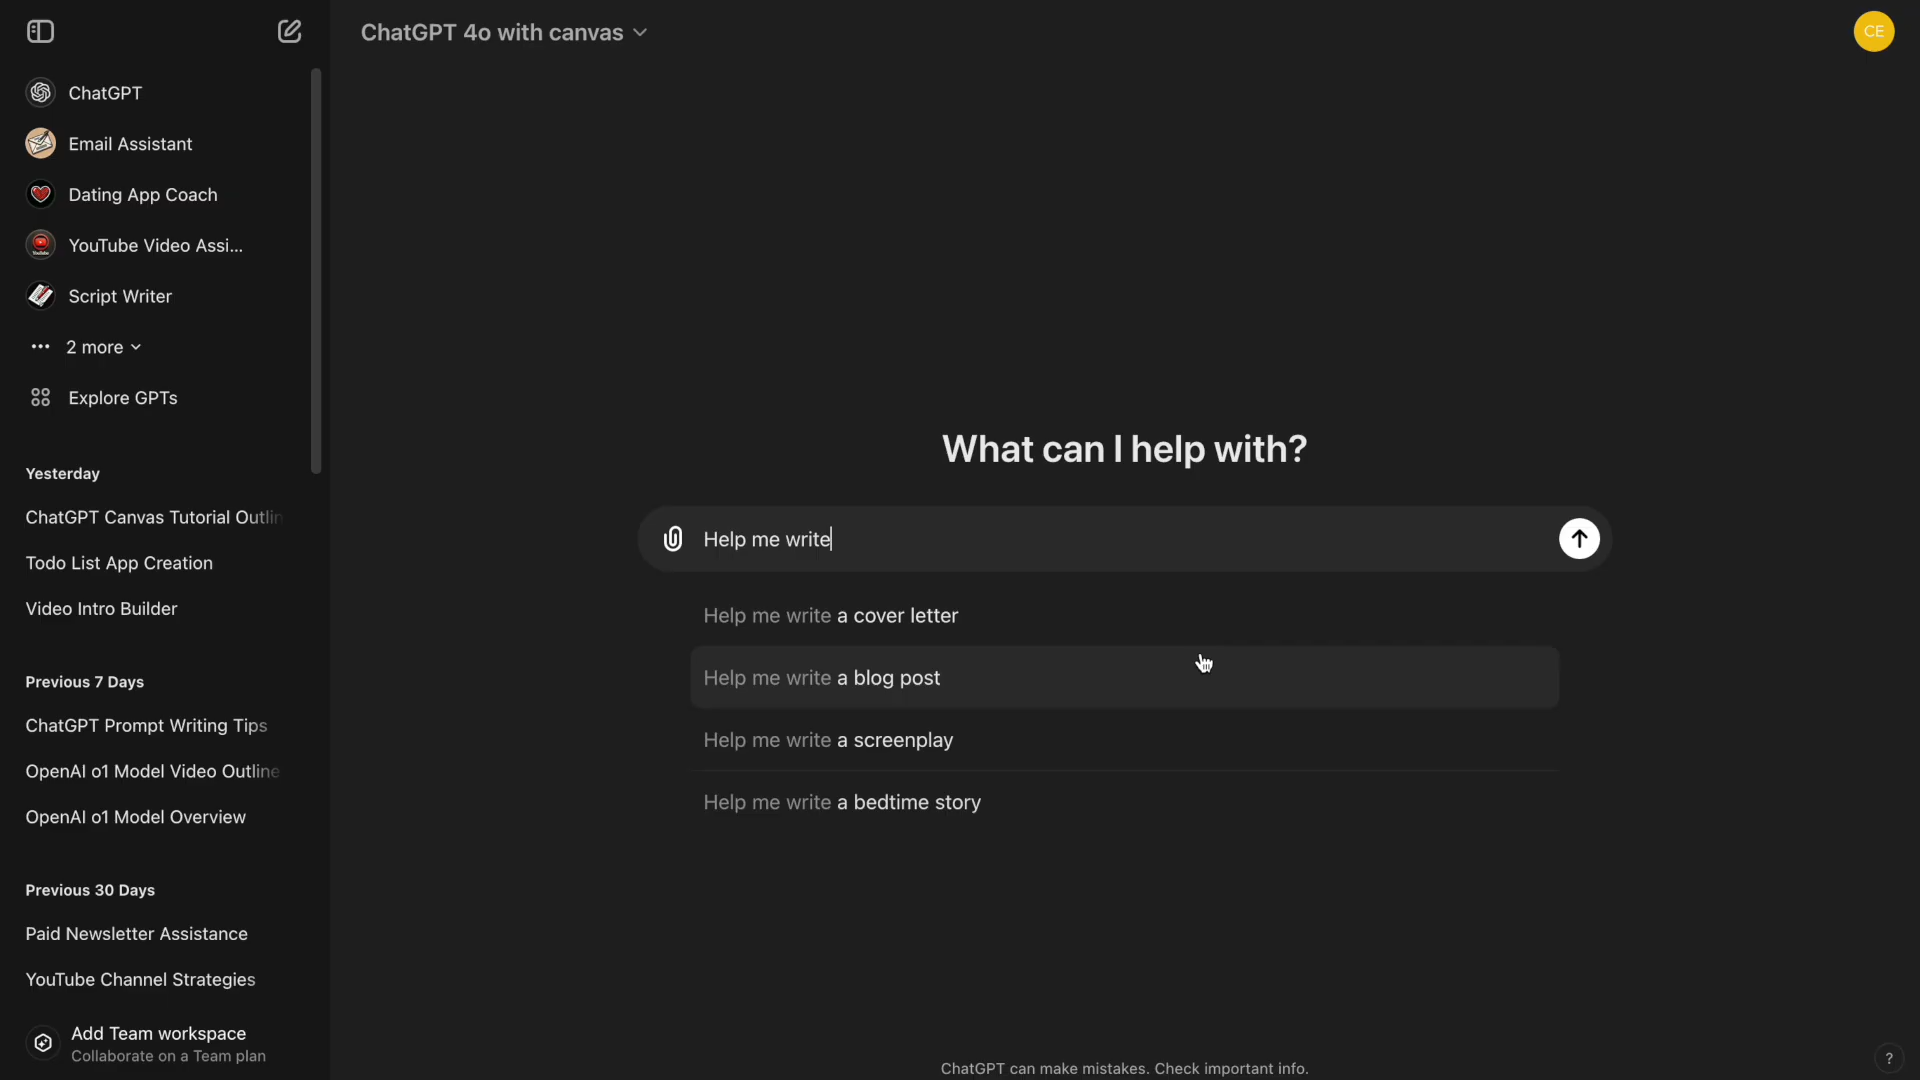 ChatGPT 4o with canvas
CE
ChatGPT
Email Assistant
Dating App Coach
YouTube Video Assi...
Script Writer
2 more
Explore GPTs
Yesterday
ChatGPT Canvas Tutorial Outlin
Todo List App Creation
Video Intro Builder
Previous 7 Days
ChatGPT Prompt Writing Tips
OpenAI o1 Model Video Outline
OpenAI o1 Model Overview
Previous 30 Days
Paid Newsletter Assistance
YouTube Channel Strategies
Add Team workspace
Collaborate on a Team plan
What can I help with?
Help me write
Help me write a cover letter
Help me write a blog post
Help me write a screenplay
Help me write a bedtime story
ChatGPT can make mistakes. Check important info.
?